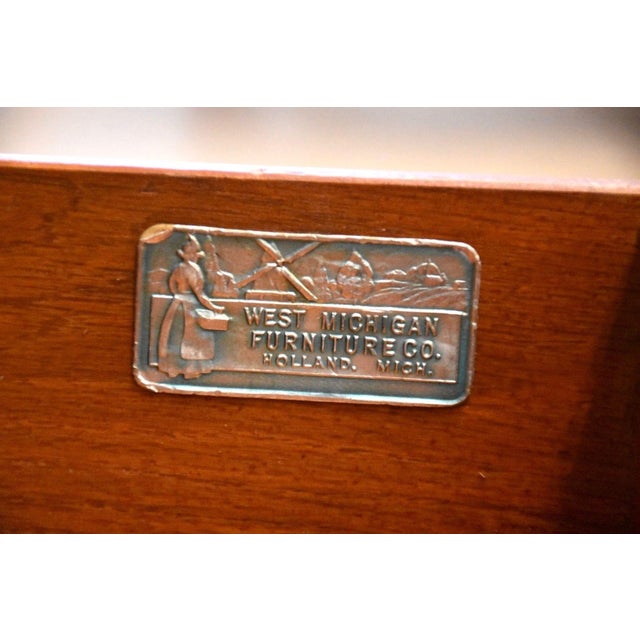 WEST MICHIGAN
FURNITURE CO.
HOLLAND. MICH.